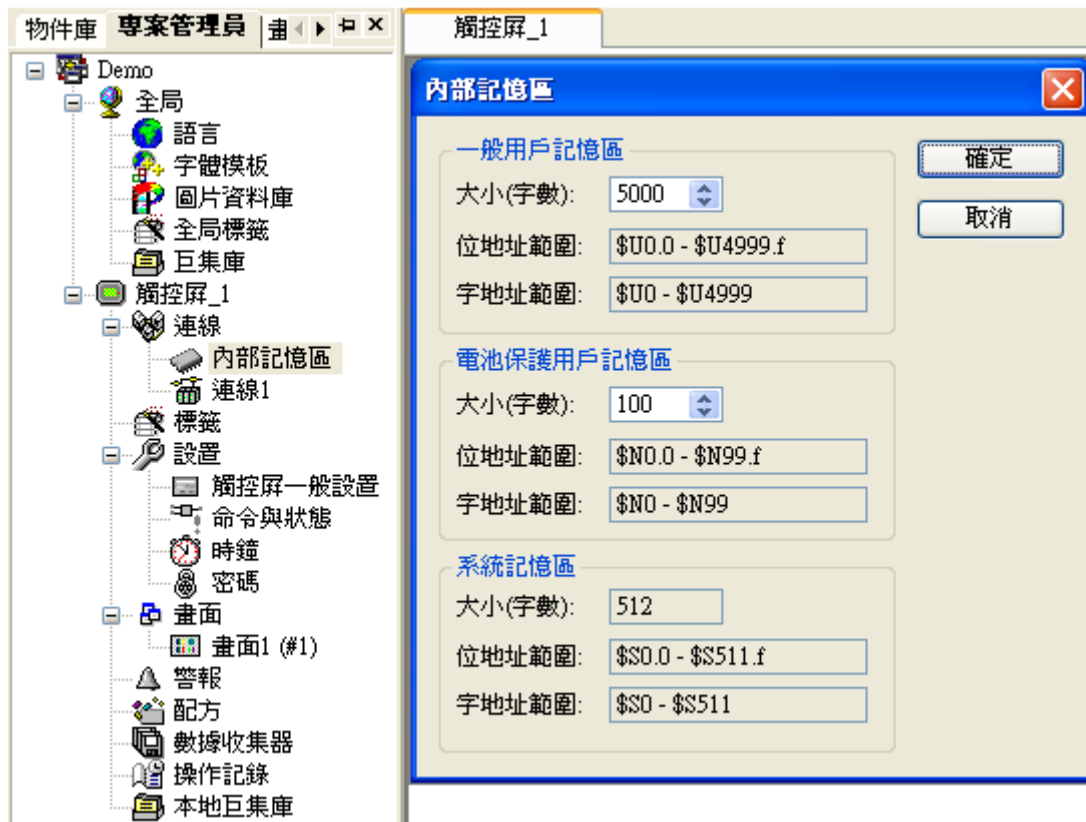 物件庫 專案管理員 畫
Demo
全局
語言
字體模板
圖片資料庫
全局標籤
巨集庫
觸控屏_1
連線
內部記憶區
連線1
標籤
設置
觸控屏一般設置
命令與狀態
時鐘
密碼
畫面
畫面1 (#1)
警報
配方
數據收集器
操作記錄
本地巨集庫
觸控屏_1
內部記憶區
一般用戶記憶區
大小(字數): 5000
位地址範圍: $U0.0 - $U4999.f
字地址範圍: $U0 - $U4999
電池保護用戶記憶區
大小(字數): 100
位地址範圍: $N0.0 - $N99.f
字地址範圍: $N0 - $N99
系統記憶區
大小(字數): 512
位地址範圍: $S0.0 - $S511.f
字地址範圍: $S0 - $S511
確定
取消